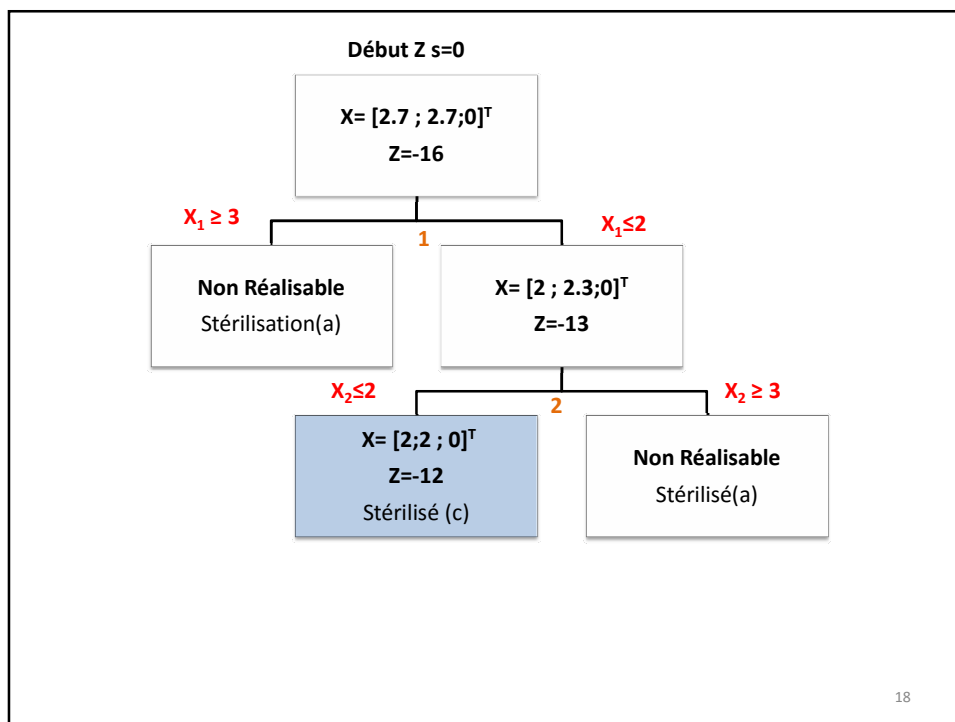 Début Z s=0
X= [2.7 ; 2.7;0]ᵀ
Z=-16
X₁ ≥ 3
1
X₁≤2
Non Réalisable
Stérilisation(a)
X= [2 ; 2.3;0]ᵀ
Z=-13
X₂≤2
2
X₂ ≥ 3
X= [2;2 ; 0]ᵀ
Z=-12
Stérilisé (c)
Non Réalisable
Stérilisé(a)
18